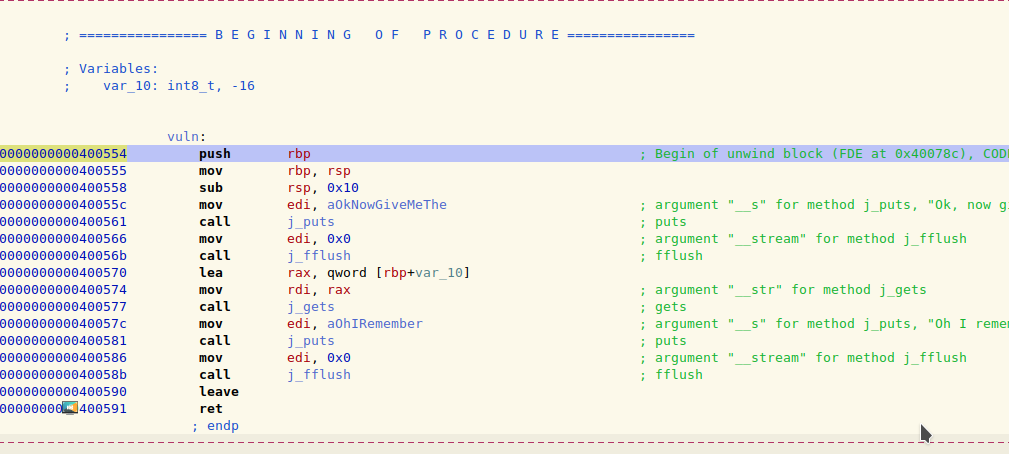 ; ================ B E G I N N I N G   O F   P R O C E D U R E ================
; Variables:
;    var_10: int8_t, -16
vuln:
0000000000400554 push rbp ; Begin of unwind block (FDE at 0x40078c), CODE
0000000000400555 mov rbp, rsp
0000000000400558 sub rsp, 0x10
000000000040055c mov edi, aOkNowGiveMeThe ; argument "__s" for method j_puts, "Ok, now gi
0000000000400561 call j_puts ; puts
0000000000400566 mov edi, 0x0 ; argument "__stream" for method j_fflush
000000000040056b call j_fflush ; fflush
0000000000400570 lea rax, qword [rbp+var_10]
0000000000400574 mov rdi, rax ; argument "__str" for method j_gets
0000000000400577 call j_gets ; gets
000000000040057c mov edi, aOhIRemember ; argument "__s" for method j_puts, "Oh I remem
0000000000400581 call j_puts ; puts
0000000000400586 mov edi, 0x0 ; argument "__stream" for method j_fflush
000000000040058b call j_fflush ; fflush
0000000000400590 leave
00000000 400591 ret
; endp